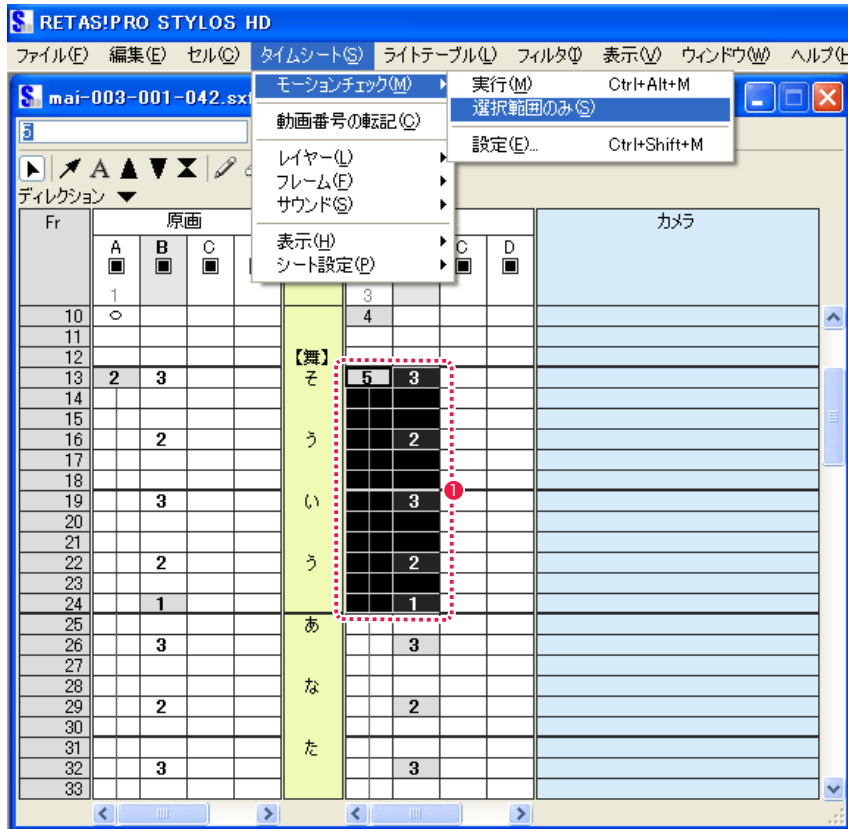 RETAS!PRO STYLOS HD
ファイル(F) 編集(E) セル(C) タイムシート(S) ライトテーブル(L) フィルタ(I) 表示(V) ウィンドウ(W) ヘルプ(H
mai-003-001-042.sxt
モーションチェック(M)
実行(M) Ctrl+Alt+M
選択範囲のみ(S)
設定(E)... Ctrl+Shift+M
動画番号の転記(C)
レイヤー(L)
フレーム(F)
サウンド(S)
表示(H)
シート設定(P)
5
A
ディレクション
Fr 原画 カメラ
A B C C D
1 3
10 4
11
12 【舞】
13 2 3 そ 5 3
14
15
16 2 う 2
17
18
19 3 い 3 1
20
21
22 2 う 2
23
24 1 1
25 あ
26 3 3
27
28 な
29 2 2
30
31 た
32 3 3
33